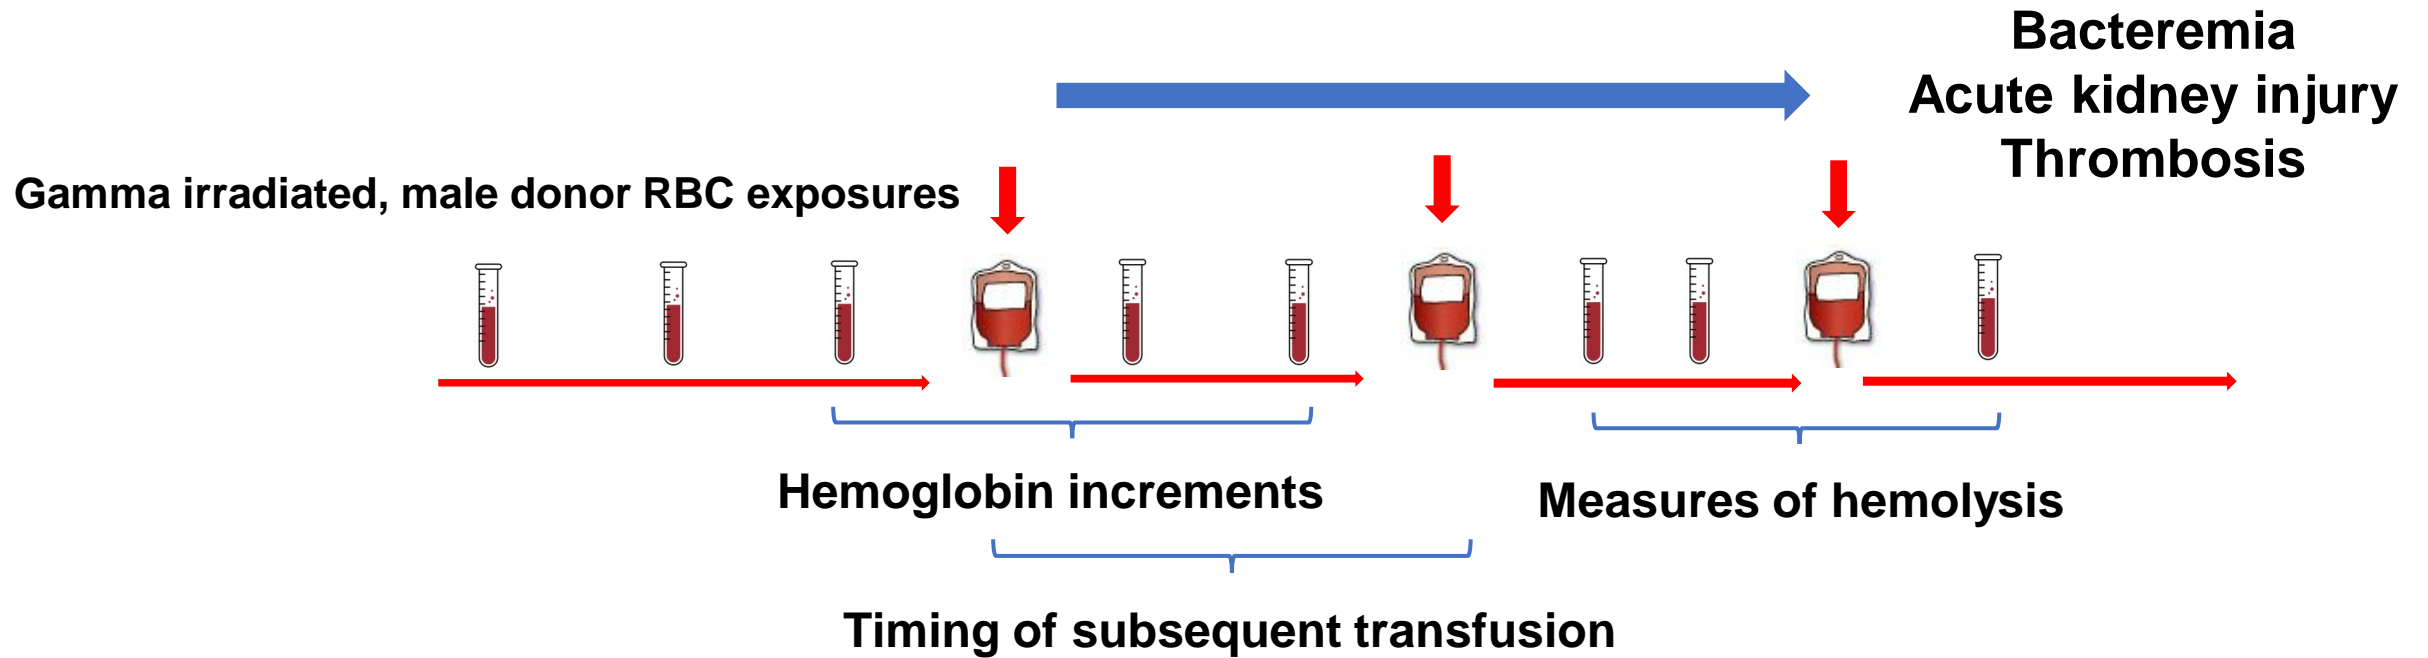 Bacteremia
Acute kidney injury
Thrombosis
Gamma irradiated, male donor RBC exposures
Hemoglobin increments
Measures of hemolysis
Timing of subsequent transfusion